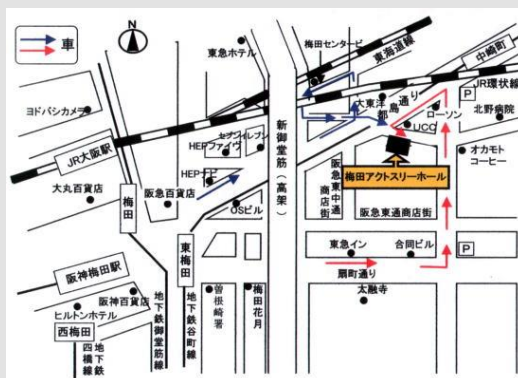 車
N
東急ホテル
梅田センタービル
東海道線
中崎町
都島通り
JR環状線
P
ヨドバシカメラ
大東洋
ローソン
北野病院
セブンイレブン
HEPファイヴ
新御堂筋(高架)
UCC
オカモトコーヒー
JR大阪駅
HEPナビ
梅田アクトスリーホール
大丸百貨店
梅田
阪急百貨店
OSビル
阪急東中通商店街
阪急東通商店街
東梅田
東急イン
合同ビル
P
扇町通り
阪神梅田駅
阪神百貨店
ヒルトンホテル
太融寺
曽根崎署
梅田花月
西梅田
地下鉄四橋線
地下鉄御堂筋線
地下鉄谷町線